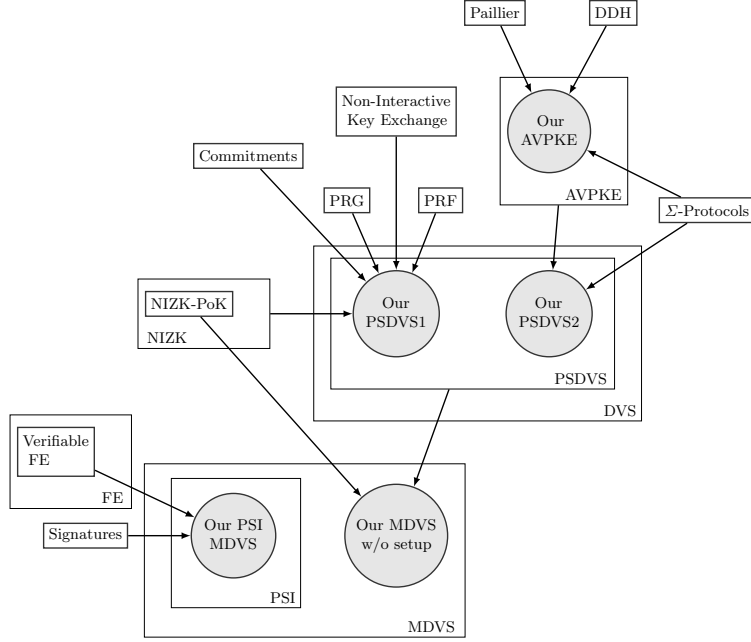 Paillier
DDH
Non-Interactive
Key Exchange
Our
AVPKE
AVPKE
Commitments
PRG
PRF
Σ-Protocols
NIZK-PoK
NIZK
Our
PSDVS1
Our
PSDVS2
PSDVS
DVS
Verifiable
FE
FE
Signatures
Our PSI
MDVS
PSI
Our MDVS
w/o setup
MDVS